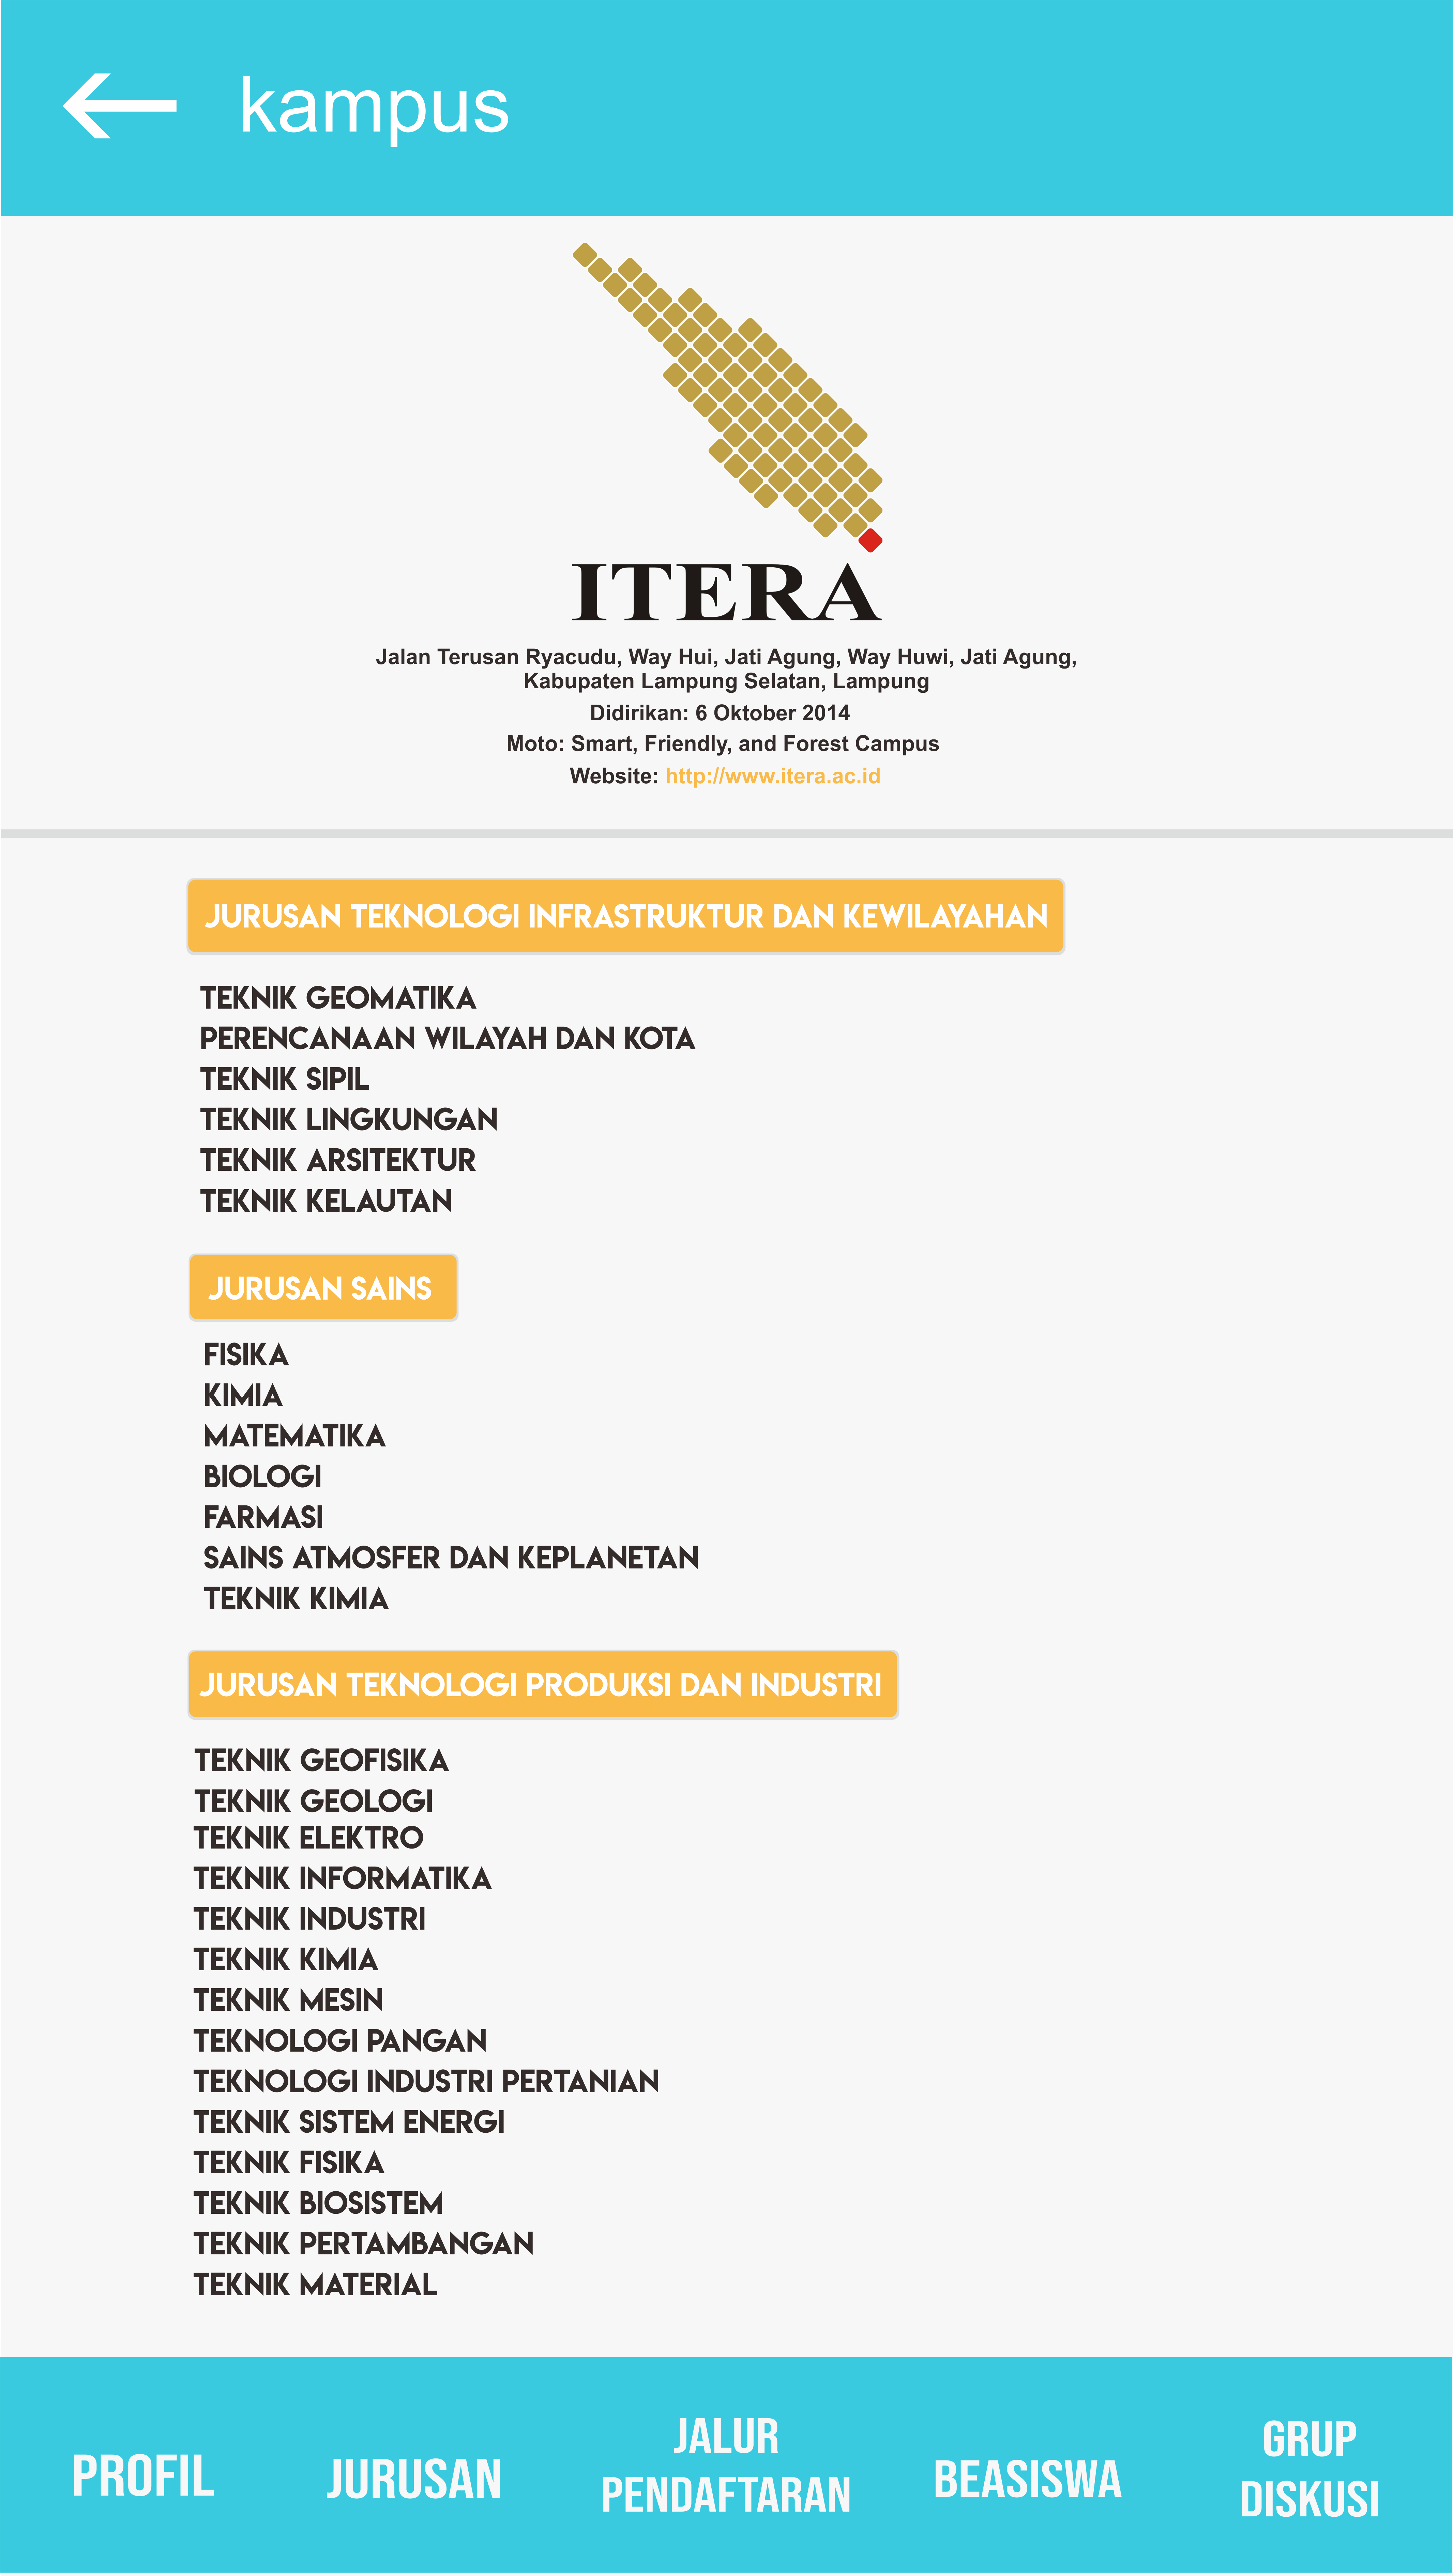 kampus
ITERA
Jalan Terusan Ryacudu, Way Hui, Jati Agung, Way Huwi, Jati Agung,
Kabupaten Lampung Selatan, Lampung
Didirikan: 6 Oktober 2014
Moto: Smart, Friendly, and Forest Campus
Website: http://www.itera.ac.id
JURUSAN TEKNOLOGI INFRASTRUKTUR DAN KEWILAYAHAN
TEKNIK GEOMATIKA
PERENCANAAN WILAYAH DAN KOTA
TEKNIK SIPIL
TEKNIK LINGKUNGAN
TEKNIK ARSITEKTUR
TEKNIK KELAUTAN
JURUSAN SAINS
FISIKA
KIMIA
MATEMATIKA
BIOLOGI
FARMASI
SAINS ATMOSFER DAN KEPLANETAN
TEKNIK KIMIA
JURUSAN TEKNOLOGI PRODUKSI DAN INDUSTRI
TEKNIK GEOFISIKA
TEKNIK GEOLOGI
TEKNIK ELEKTRO
TEKNIK INFORMATIKA
TEKNIK INDUSTRI
TEKNIK KIMIA
TEKNIK MESIN
TEKNOLOGI PANGAN
TEKNOLOGI INDUSTRI PERTANIAN
TEKNIK SISTEM ENERGI
TEKNIK FISIKA
TEKNIK BIOSISTEM
TEKNIK PERTAMBANGAN
TEKNIK MATERIAL
PROFIL
JURUSAN
JALUR
PENDAFTARAN
BEASISWA
GRUP
DISKUSI